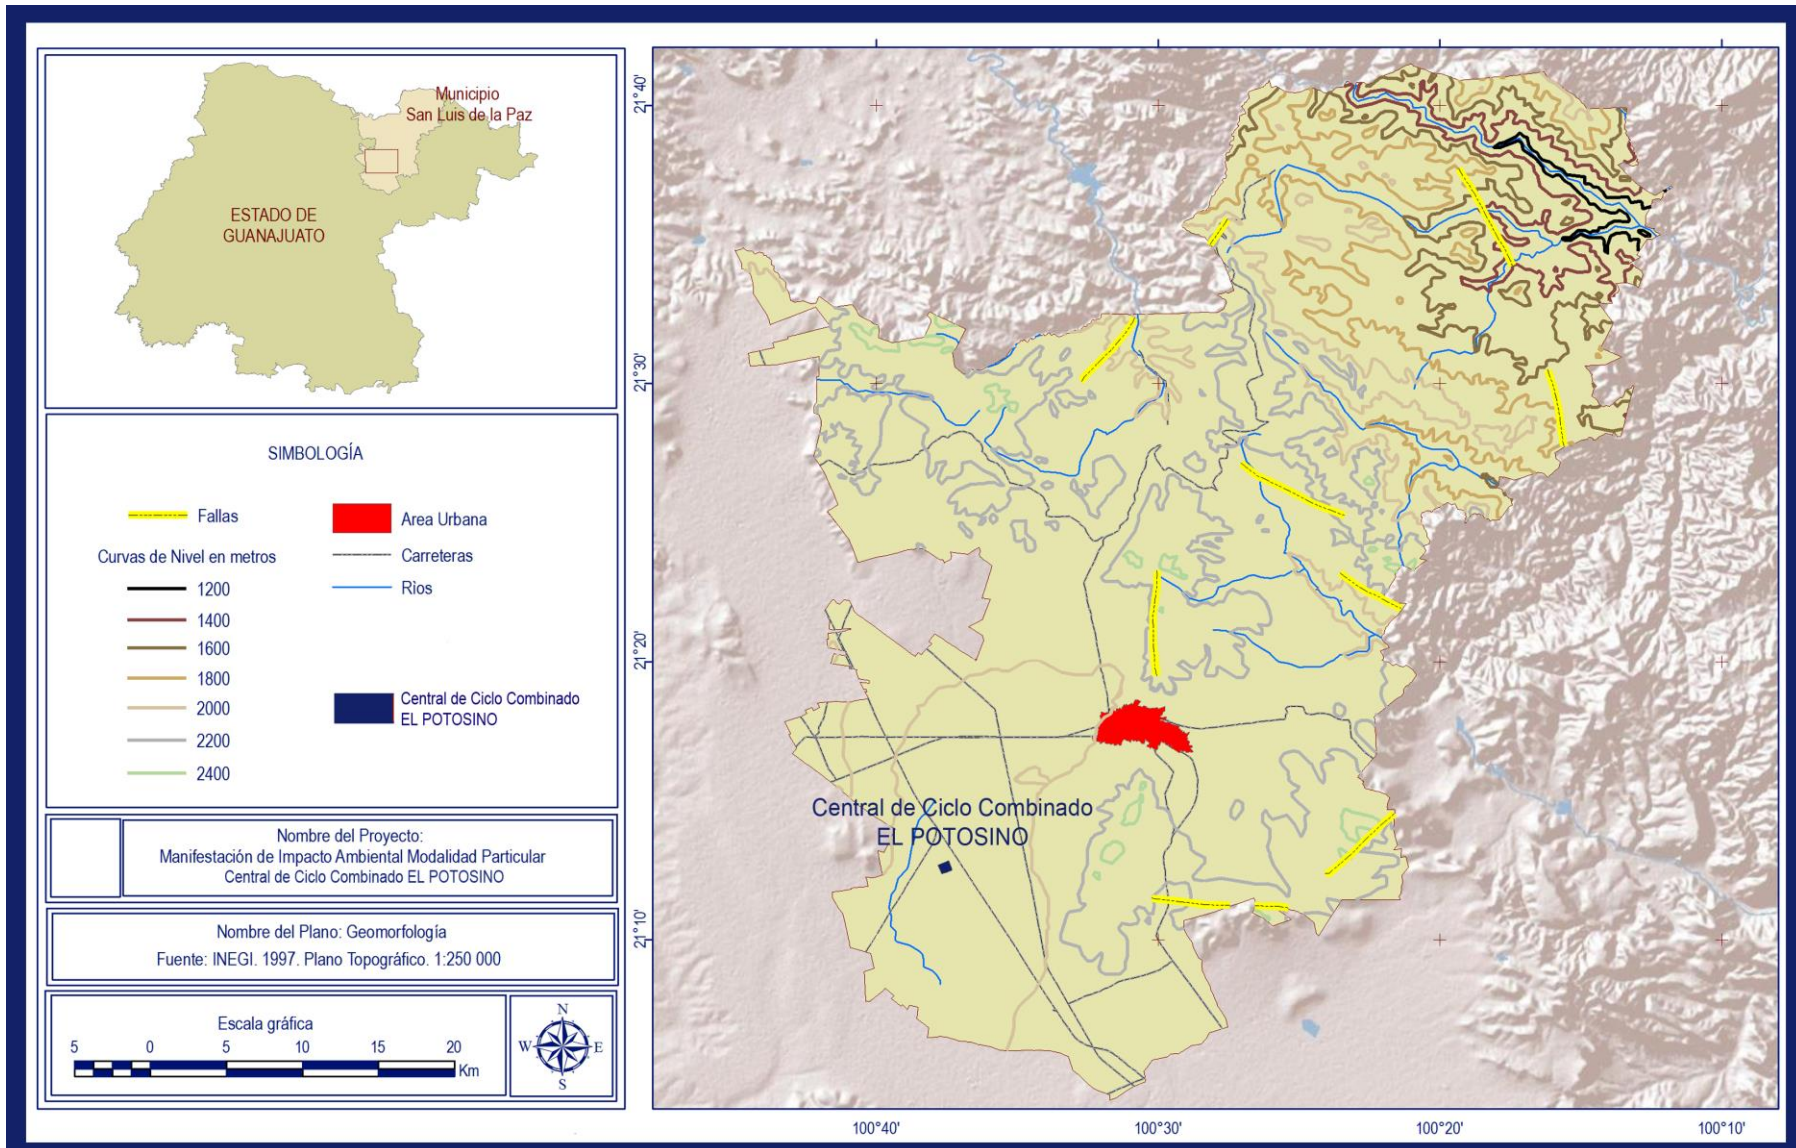 Municipio
San Luis de la Paz
ESTADO DE
GUANAJUATO
SIMBOLOGÍA
Fallas
Area Urbana
Curvas de Nivel en metros
Carreteras
1200
Ríos
1400
1600
1800
Central de Ciclo Combinado
EL POTOSINO
2000
2200
2400
Nombre del Proyecto:
Manifestación de Impacto Ambiental Modalidad Particular
Central de Ciclo Combinado EL POTOSINO
Nombre del Plano: Geomorfología
Fuente: INEGI. 1997. Plano Topográfico. 1:250 000
Escala gráfica
5 0 5 10 15 20
Km
N
W E
S
21°40'
21°30'
21°20'
21°10'
Central de Ciclo Combinado
EL POTOSINO
100°40' 100°30' 100°20' 100°10'